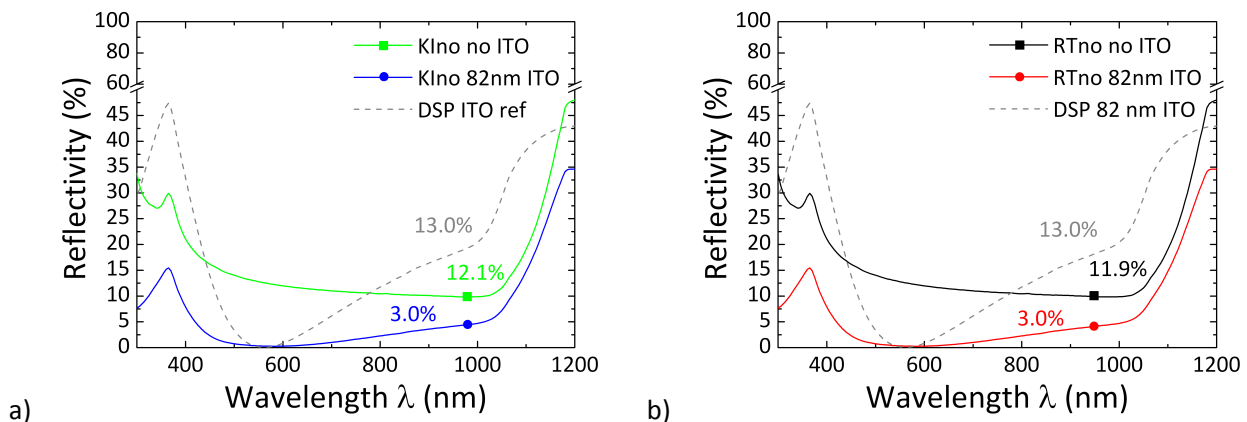 100
80
60
45
40
35
30
25
20
15
10
5
0
Reflectivity (%)
KIno no ITO
KIno 82nm ITO
DSP ITO ref
13.0%
12.1%
3.0%
400 600 800 1000 1200
Wavelength λ (nm)
a)
100
80
60
45
40
35
30
25
20
15
10
5
0
Reflectivity (%)
RTno no ITO
RTno 82nm ITO
DSP 82 nm ITO
13.0%
11.9%
3.0%
400 600 800 1000 1200
Wavelength λ (nm)
b)